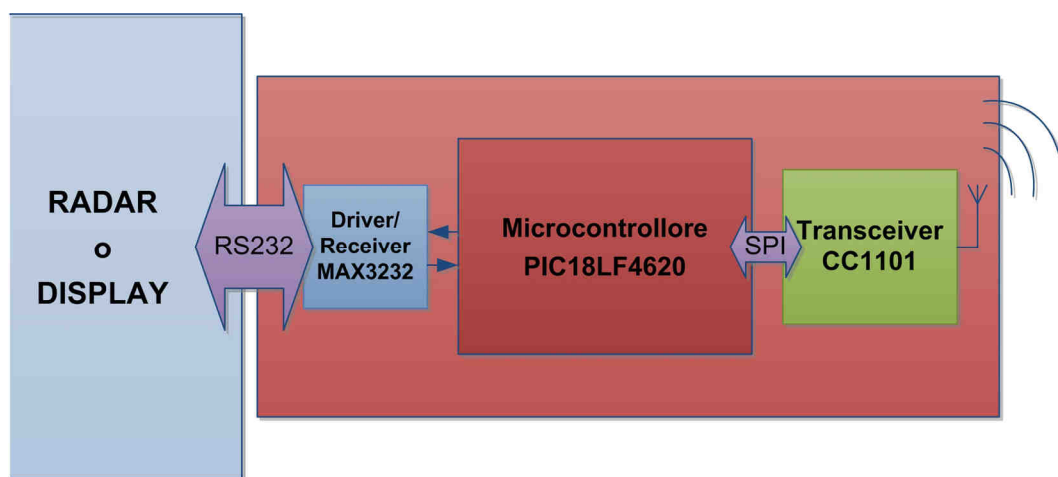 RADAR
o
DISPLAY
RS232
Driver/
Receiver
MAX3232
Microcontrollore
PIC18LF4620
SPI
Transceiver
CC1101